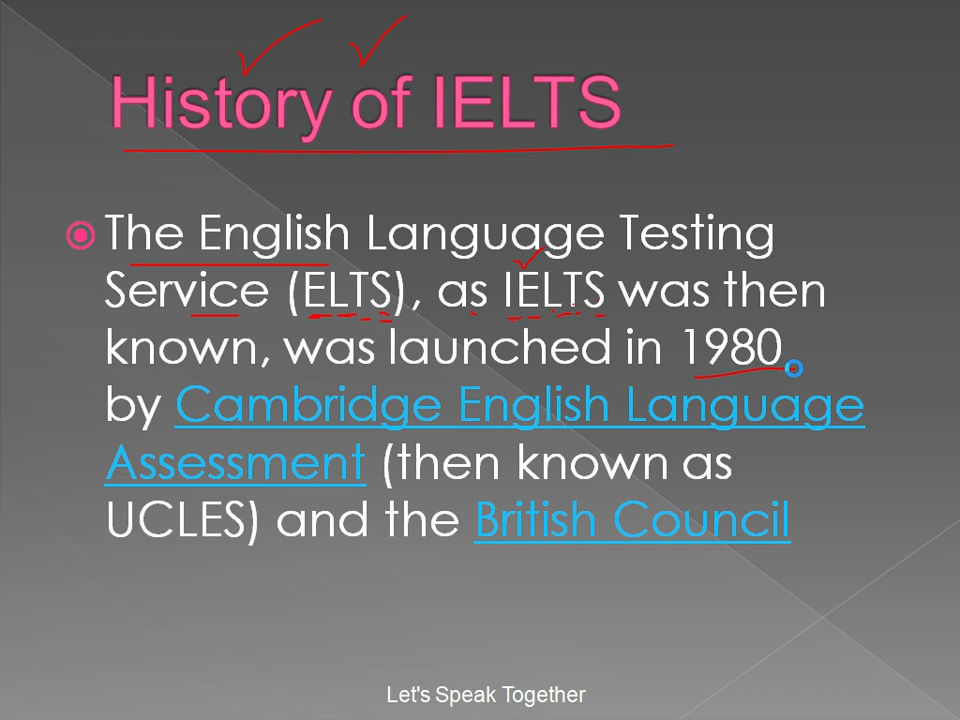 History of IELTS
The English Language Testing
Service (ELTS), as IELTS was then
known, was launched in 1980
by Cambridge English Language
Assessment (then known as
UCLES) and the British Council
Let's Speak Together